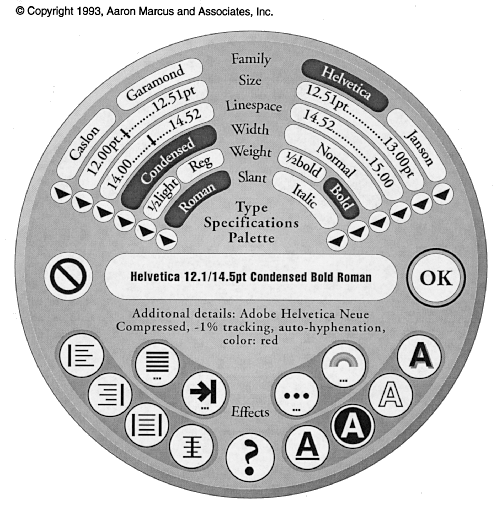 © Copyright 1993, Aaron Marcus and Associates, Inc.
Family
Size
Linespace
Width
Weight
Slant
Caslon
Garamond
12.00pt
12.51pt
14.00
14.52
Condensed
½light
Reg
Roman
Helvetica
Janson
12.51pt
13.00pt
14.52
15.00
Normal
½bold
Bold
Italic
Type
Specifications
Palette
Helvetica 12.1/14.5pt Condensed Bold Roman
OK
Additonal details: Adobe Helvetica Neue
Compressed, -1% tracking, auto-hyphenation,
color: red
Effects
A
A
A
A
?